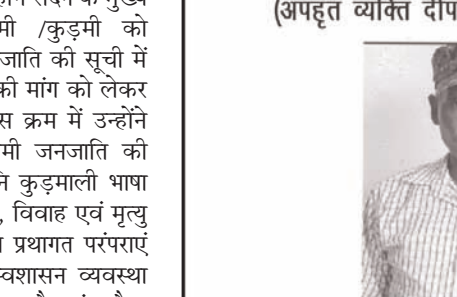 मी /कुड़मी को
जाति की सूची में
की मांग को लेकर
स क्रम में उन्होंने
मी जनजाति की
कुड़माली भाषा
, विवाह एवं मृत्यु
प्रथागत परंपराएं
स्वशासन व्यवस्था
(अपहृत व्यक्ति दीप